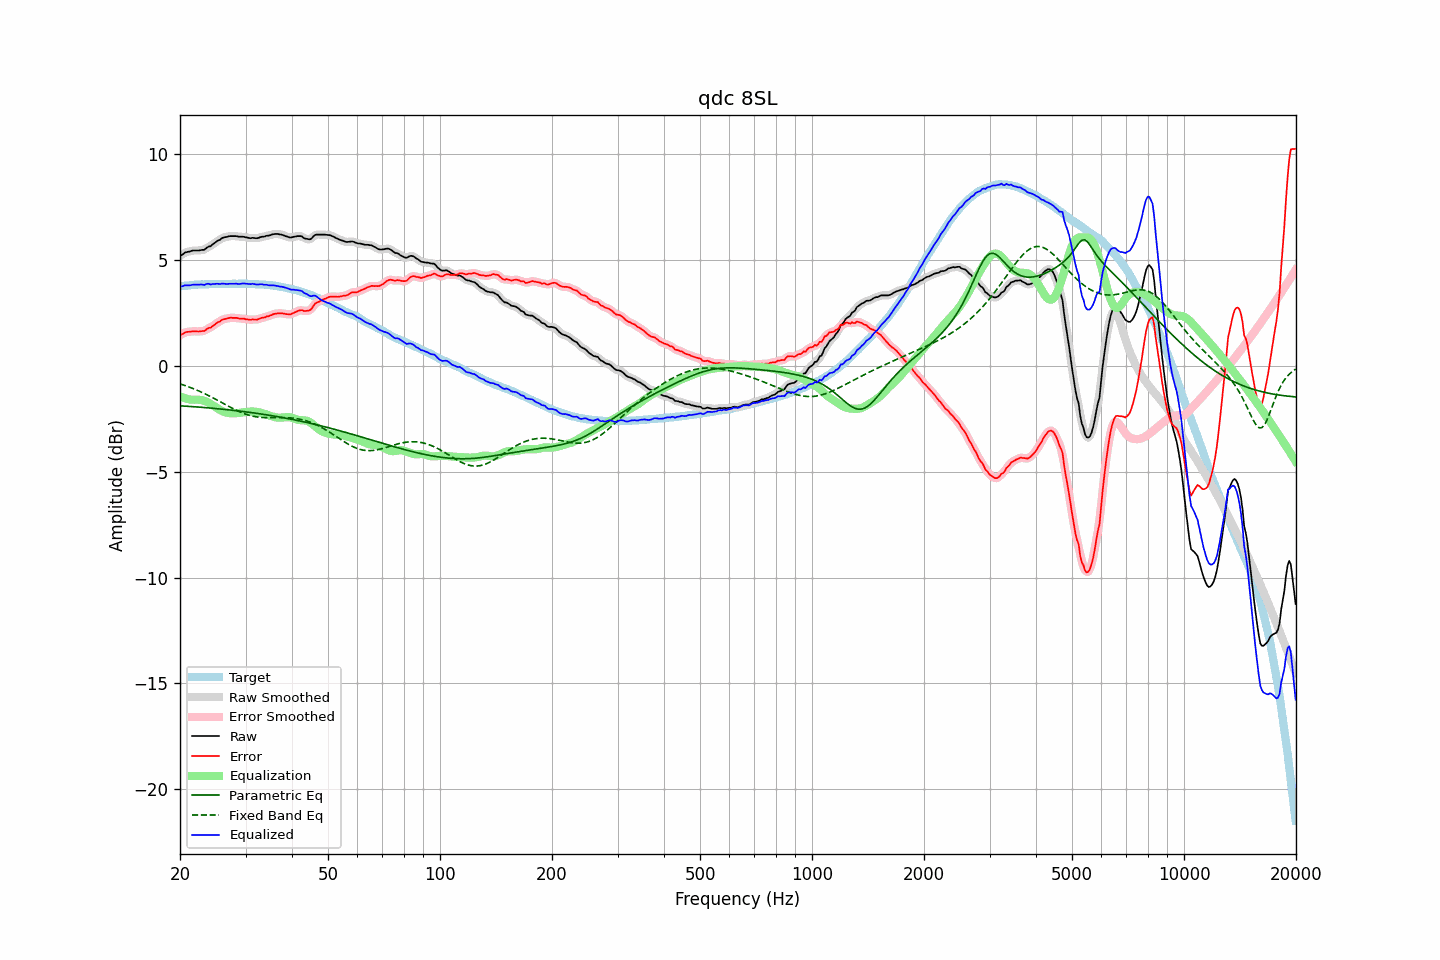 qdc 8SL
Amplitude (dBr)
10
5
0
−5
−10
−15
−20
Target
Raw Smoothed
Error Smoothed
Raw
Error
Equalization
Parametric Eq
Fixed Band Eq
Equalized
20 50 100 200 500 1000 2000 5000 10000 20000
Frequency (Hz)